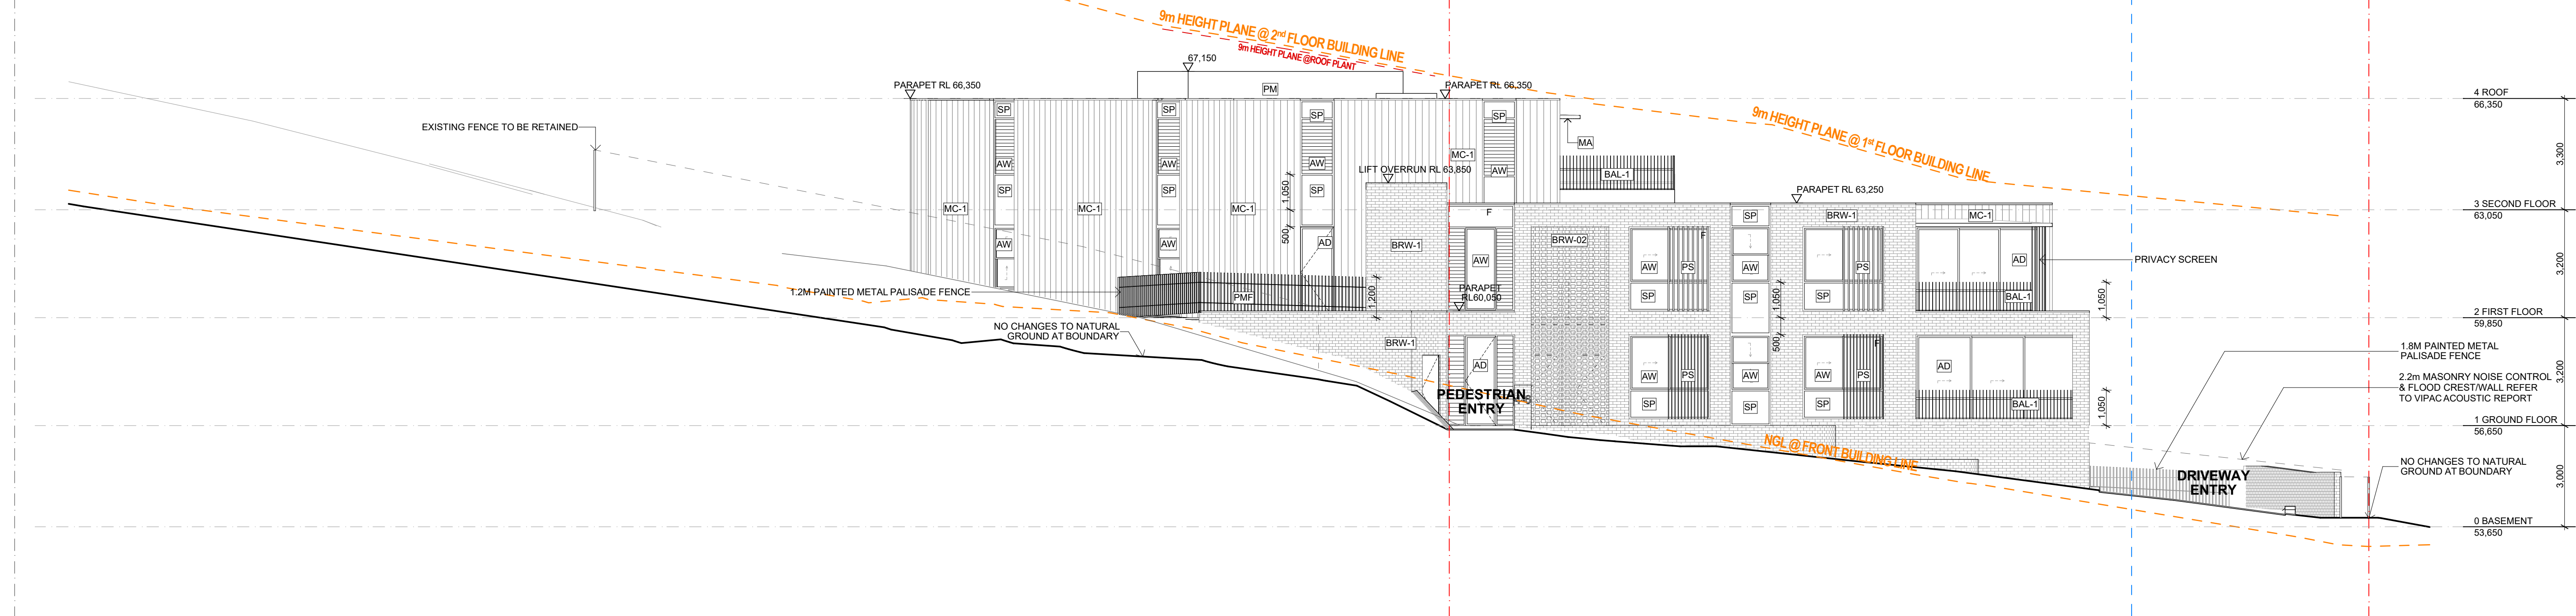 9m HEIGHT PLANE @ 2nd FLOOR BUILDING LINE
9m HEIGHT PLANE @ROOF PLANT
67,150
PARAPET RL 66,350
PM
PARAPET RL 66,350
4 ROOF
66,350
9m HEIGHT PLANE @ 1st FLOOR BUILDING LINE
EXISTING FENCE TO BE RETAINED
SP
SP
SP
SP
MA
3,300
AW
AW
AW
MC-1
AW
LIFT OVERRUN RL 63,850
BAL-1
SP
SP
SP
1,050
PARAPET RL 63,250
3 SECOND FLOOR
63,050
MC-1
MC-1
MC-1
F
SP
BRW-1
MC-1
500
AW
AW
AD
BRW-1
BRW-02
F
AW
AW
PS
AW
AW
PS
AD
PRIVACY SCREEN
3,200
1.2M PAINTED METAL PALISADE FENCE
PMF
1,200
PARAPET
RL60,050
SP
SP
1,050
SP
BAL-1
1,050
2 FIRST FLOOR
59,850
NO CHANGES TO NATURAL
GROUND AT BOUNDARY
BRW-1
500
F
AD
AW
PS
AW
AW
PS
AD
1.8M PAINTED METAL
PALISADE FENCE
3,200
2.2m MASONRY NOISE CONTROL
& FLOOD CREST/WALL REFER
TO VIPAC ACOUSTIC REPORT
PEDESTRIAN
ENTRY
SP
SP
SP
BAL-1
1,050
1 GROUND FLOOR
56,650
NGL @ FRONT BUILDING LINE
DRIVEWAY
ENTRY
NO CHANGES TO NATURAL
GROUND AT BOUNDARY
3,000
0 BASEMENT
53,650